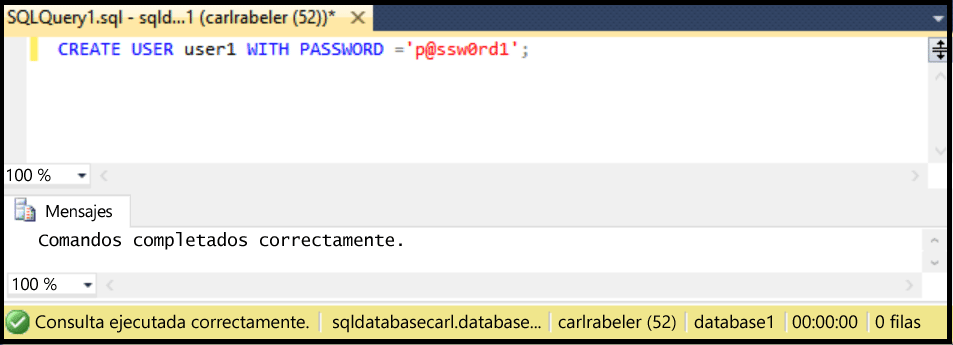 SQLQuery1.sql - sqld...1 (carlrabeler (52))*
CREATE USER user1 WITH PASSWORD ='p@ssw0rd1';
100 %
Mensajes
Comandos completados correctamente.
100 %
Consulta ejecutada correctamente. sqldatabasecarl.database... carlrabeler (52) database1 00:00:00 0 filas